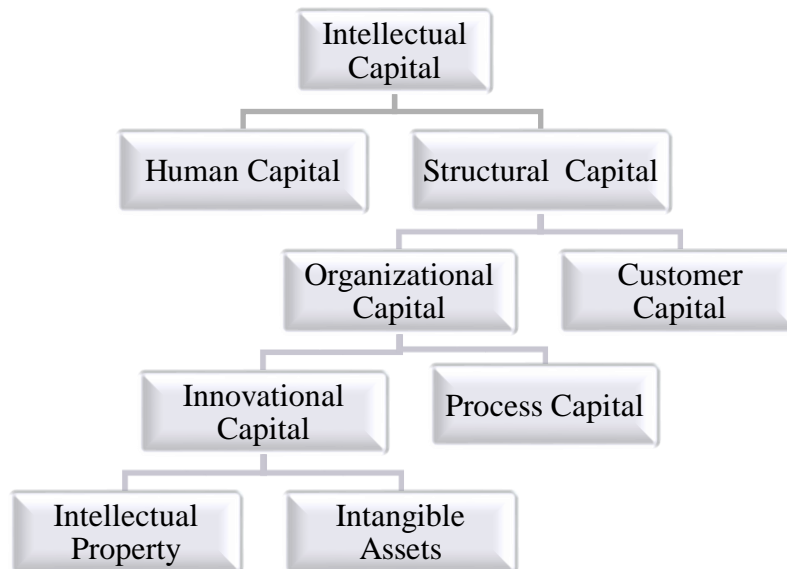 Intellectual
Capital
Human Capital
Structural Capital
Organizational
Capital
Customer
Capital
Innovational
Capital
Process Capital
Intellectual
Property
Intangible
Assets